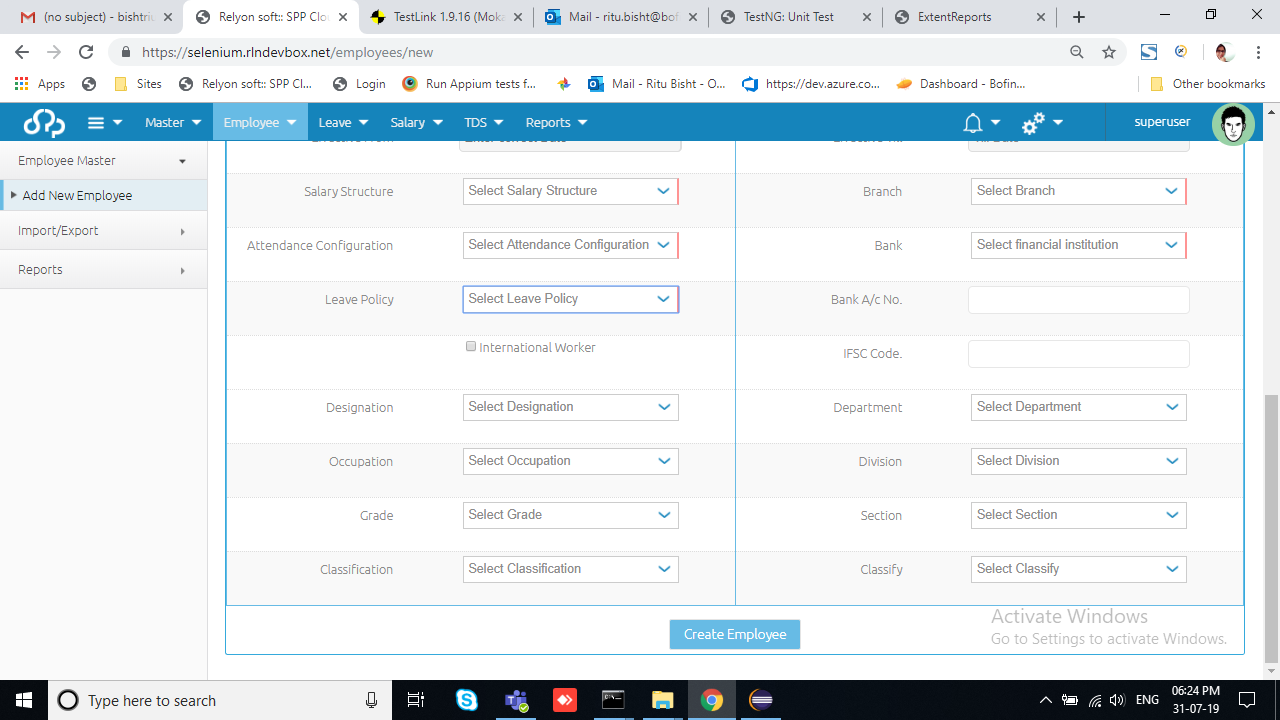 (no subject) - bishtriu
Relyon soft:: SPP Clo
TestLink 1.9.16 (Moka
Mail - ritu.bisht@bof
TestNG: Unit Test
ExtentReports
https://selenium.rlndevbox.net/employees/new
Apps
Sites
Relyon soft:: SPP Cl...
Login
Run Appium tests f...
Mail - Ritu Bisht - O...
https://dev.azure.co...
Dashboard - Bofin...
Other bookmarks
Master
Employee
Leave
Salary
TDS
Reports
superuser
Employee Master
Add New Employee
Import/Export
Reports
Salary Structure
Select Salary Structure
Branch
Select Branch
Attendance Configuration
Select Attendance Configuration
Bank
Select financial institution
Leave Policy
Select Leave Policy
Bank A/c No.
International Worker
IFSC Code.
Designation
Select Designation
Department
Select Department
Occupation
Select Occupation
Division
Select Division
Grade
Select Grade
Section
Select Section
Classification
Select Classification
Classify
Select Classify
Create Employee
Activate Windows
Go to Settings to activate Windows.
Type here to search
ENG
06:24 PM
31-07-19